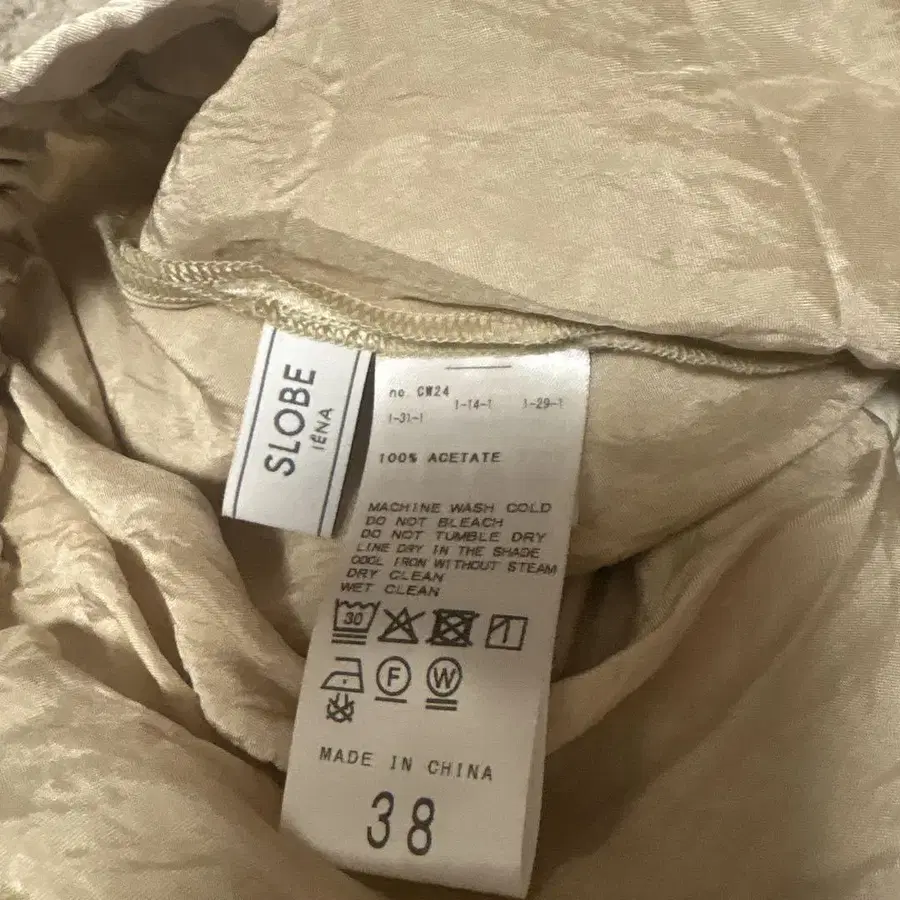 SLOBE
IÉNA
no. CW24
1-31-1 1-14-1 1-29-1
100% ACETATE
MACHINE WASH COLD
DO NOT BLEACH
DO NOT TUMBLE DRY
LINE DRY IN THE SHADE
COOL IRON WITHOUT STEAM
DRY CLEAN
WET CLEAN
30
F W
MADE IN CHINA
38